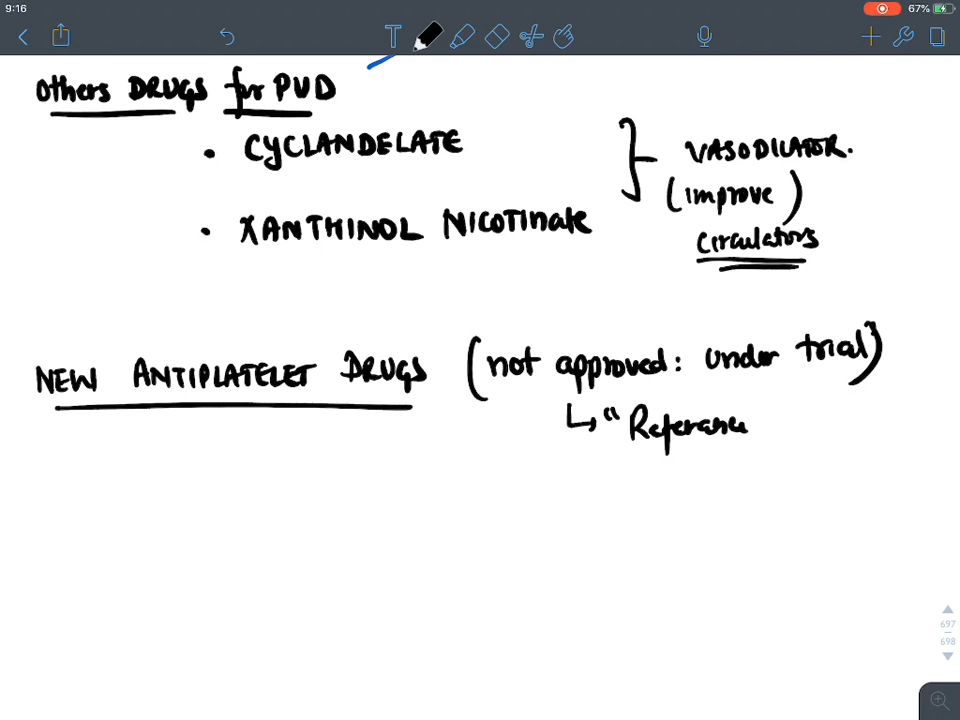 9:16
67%
T
Others DRUGS for PVD
• CYCLANDELATE
• XANTHINOL NICOTINATE
VASODILATOR.
(improve)
circulators
NEW ANTIPLATELET DRUGS (not approved: under trial)
↳ "Reference
697
698